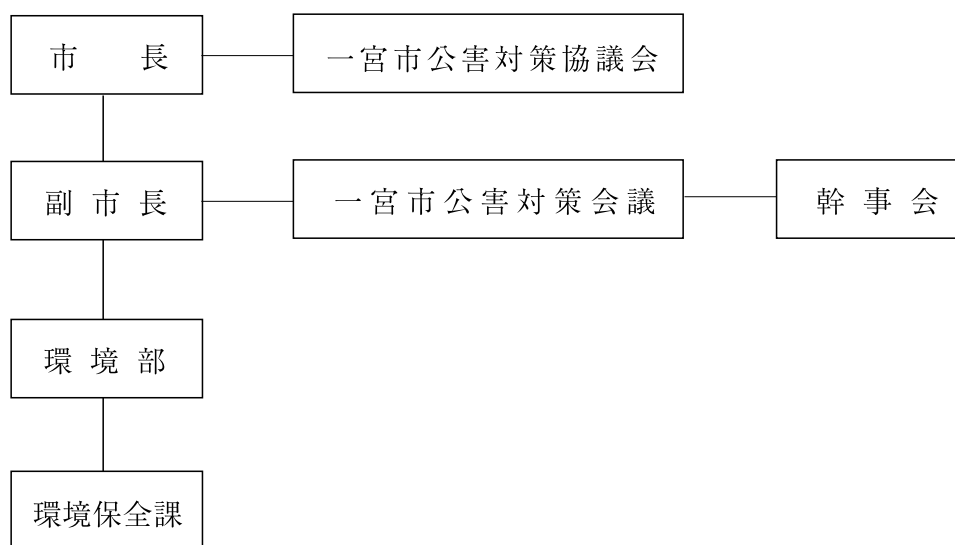 市長
一宮市公害対策協議会
副市長
一宮市公害対策会議
幹事会
環境部
環境保全課